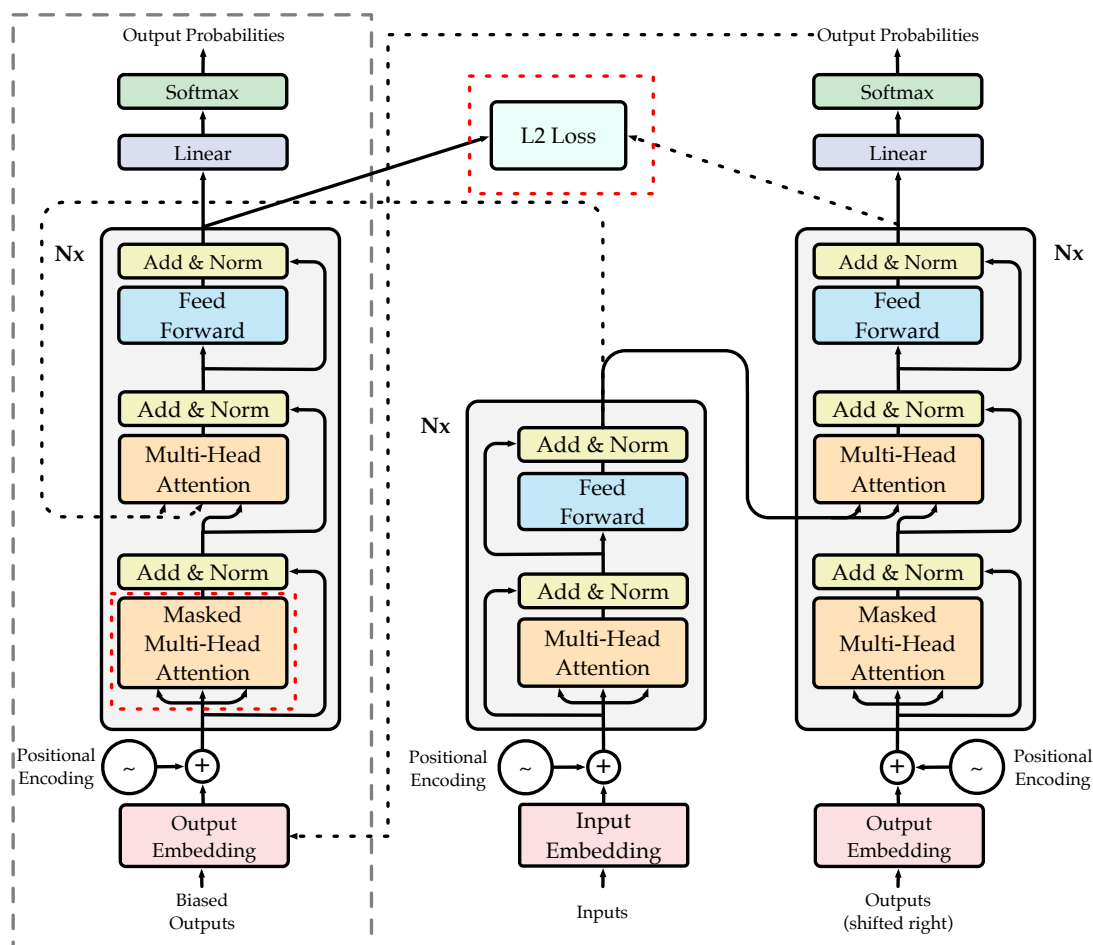 Output Probabilities
Softmax
Linear
Nx
Add & Norm
Feed
Forward
Add & Norm
Multi-Head
Attention
Add & Norm
Masked
Multi-Head
Attention
Positional
Encoding
~
+
Output
Embedding
Biased
Outputs
L2 Loss
Nx
Add & Norm
Feed
Forward
Add & Norm
Multi-Head
Attention
Positional
Encoding
~
+
Input
Embedding
Inputs
Output Probabilities
Softmax
Linear
Nx
Add & Norm
Feed
Forward
Add & Norm
Multi-Head
Attention
Add & Norm
Masked
Multi-Head
Attention
+
~
Positional
Encoding
Output
Embedding
Outputs
(shifted right)